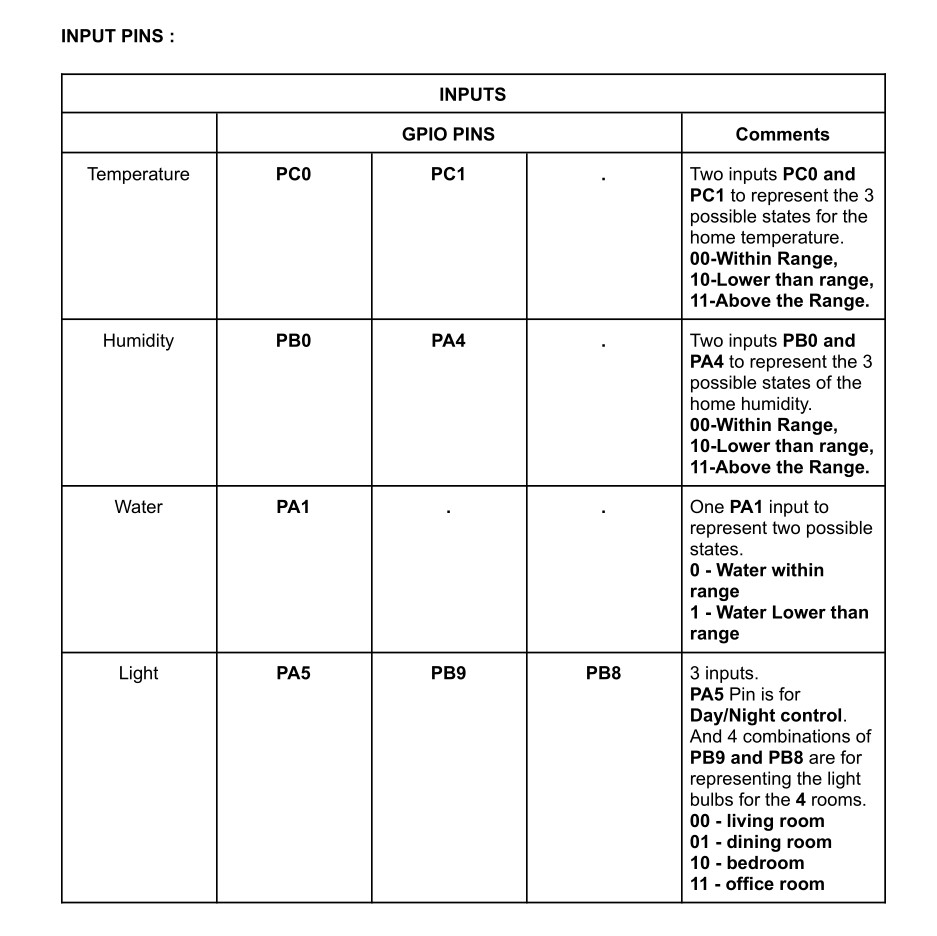 INPUT PINS :
INPUTS
GPIO PINS Comments
Temperature PC0 PC1 . Two inputs PC0 and
PC1 to represent the 3
possible states for the
home temperature.
00-Within Range,
10-Lower than range,
11-Above the Range.
Humidity PB0 PA4 . Two inputs PB0 and
PA4 to represent the 3
possible states of the
home humidity.
00-Within Range,
10-Lower than range,
11-Above the Range.
Water PA1 . . One PA1 input to
represent two possible
states.
0 - Water within
range
1 - Water Lower than
range
Light PA5 PB9 PB8 3 inputs.
PA5 Pin is for
Day/Night control.
And 4 combinations of
PB9 and PB8 are for
representing the light
bulbs for the 4 rooms.
00 - living room
01 - dining room
10 - bedroom
11 - office room